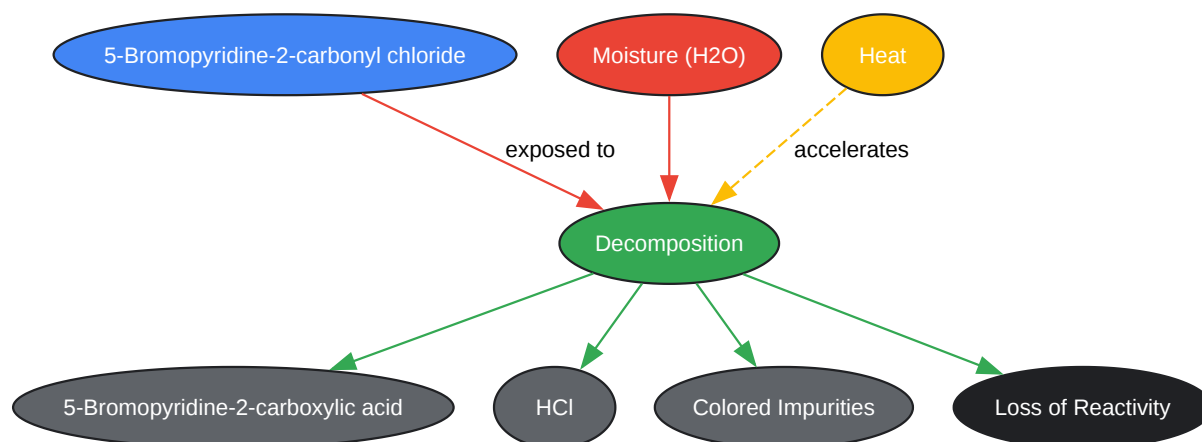 5-Bromopyridine-2-carbonyl chloride
Moisture (H2O)
Heat
exposed to
accelerates
Decomposition
5-Bromopyridine-2-carboxylic acid
HCl
Colored Impurities
Loss of Reactivity